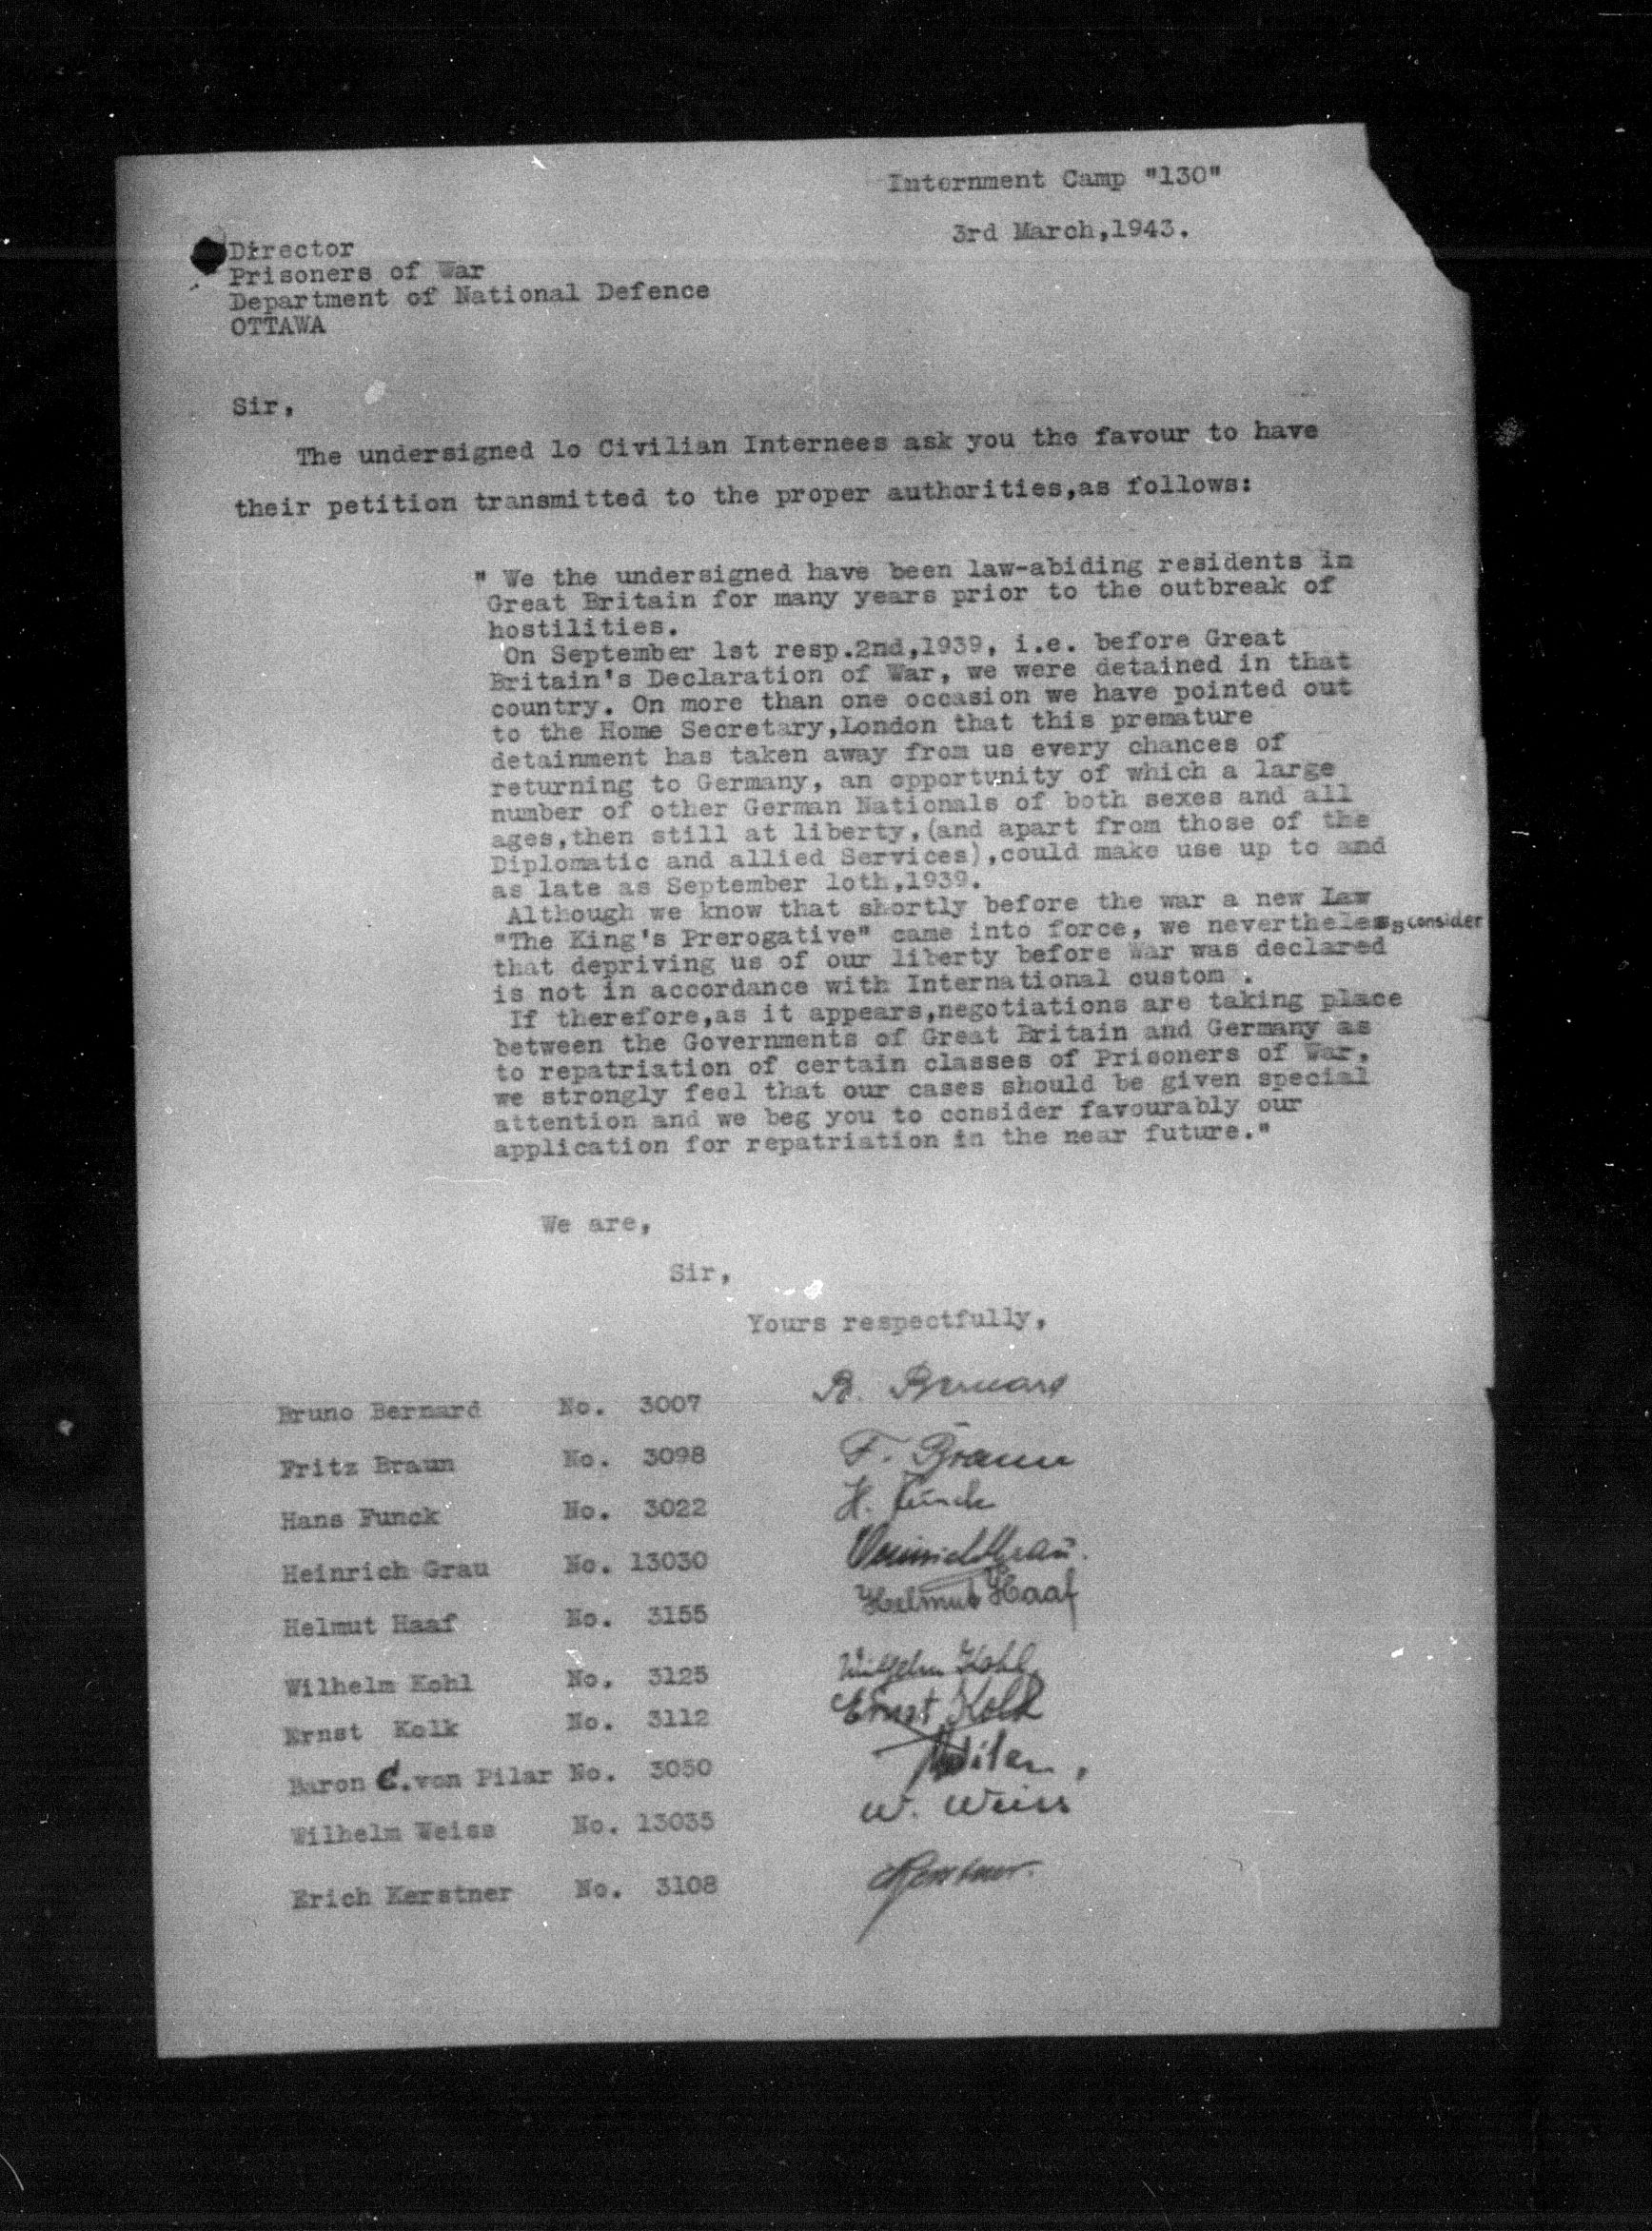 Internment Camp "130"
3rd March,1943.
Director
Prisoners of War
Department of National Defence
OTTAWA
Sir,
The undersigned lo Civilian Internees ask you the favour to have
their petition transmitted to the proper authorities,as follows:
" We the undersigned have been law-abiding residents in
Great Britain for many years prior to the outbreak of
hostilities.
On September 1st resp.2nd,1939, i.e. before Great
Britain's Declaration of War, we were detained in that
country. On more than one occasion we have pointed out
to the Home Secretary,London that this premature
detainment has taken away from us every chances of
returning to Germany, an opportunity of which a large
number of other German Nationals of both sexes and all
ages,then still at liberty,(and apart from those of the
Diplomatic and allied Services),could make use up to and
as late as September loth,1939.
Although we know that shortly before the war a new Law
"The King's Prerogative" came into force, we nevertheless consider
that depriving us of our liberty before War was declared
is not in accordance with International custom .
If therefore,as it appears,negotiations are taking place
between the Governments of Great Britain and Germany as
to repatriation of certain classes of Prisoners of War,
we strongly feel that our cases should be given special
attention and we beg you to consider favourably our
application for repatriation in the near future."
We are,
Sir,
Yours respectfully,
Bruno Bernard No. 3007 B. Bernard
Fritz Braun No. 3098 F. Braun
Hans Funck No. 3022 H. Funck
Heinrich Grau No. 13030 Heinrich Grau.
Helmut Haaf No. 3155 Helmut Haaf
Wilhelm Kohl No. 3125 Wilhelm Kohl
Ernst Kolk No. 3112 Ernst Kolk
Baron C. von Pilar No. 3050 Pilar
Wilhelm Weiss No. 13035 W. Weiss
Erich Kerstner No. 3108 Kerstner.